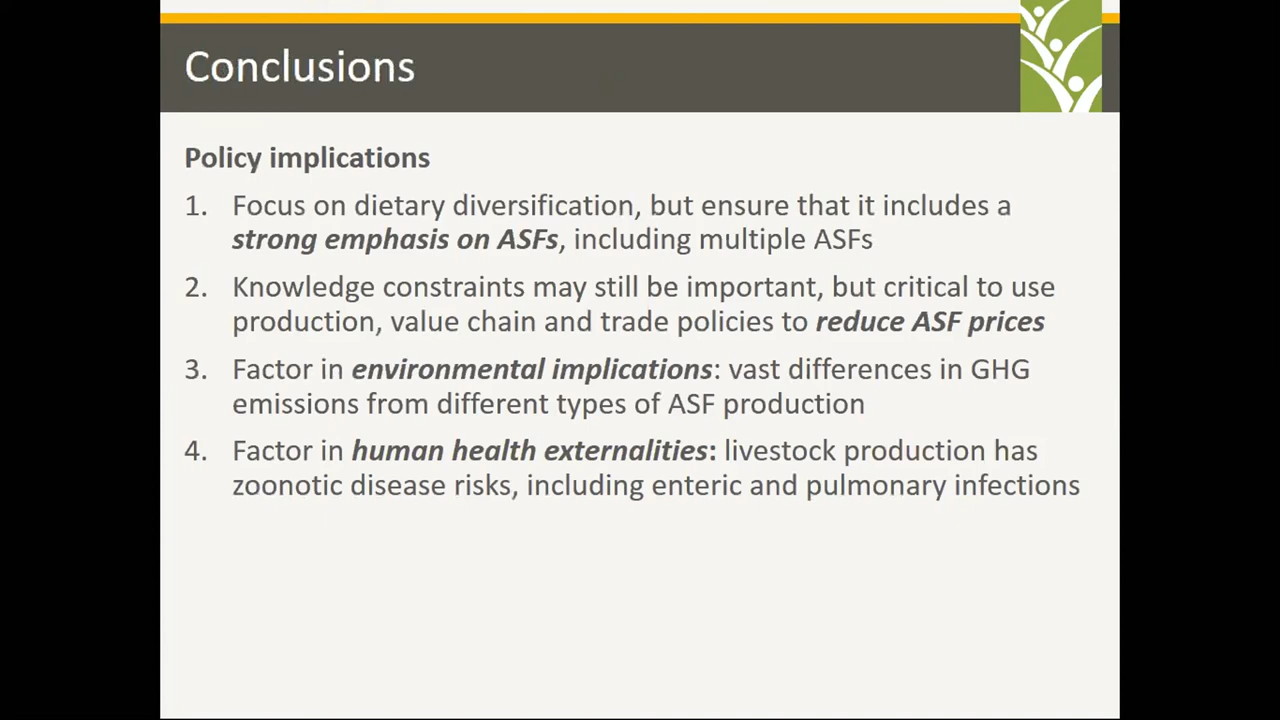 Conclusions
Policy implications
1. Focus on dietary diversification, but ensure that it includes a
strong emphasis on ASFs, including multiple ASFs
2. Knowledge constraints may still be important, but critical to use
production, value chain and trade policies to reduce ASF prices
3. Factor in environmental implications: vast differences in GHG
emissions from different types of ASF production
4. Factor in human health externalities: livestock production has
zoonotic disease risks, including enteric and pulmonary infections